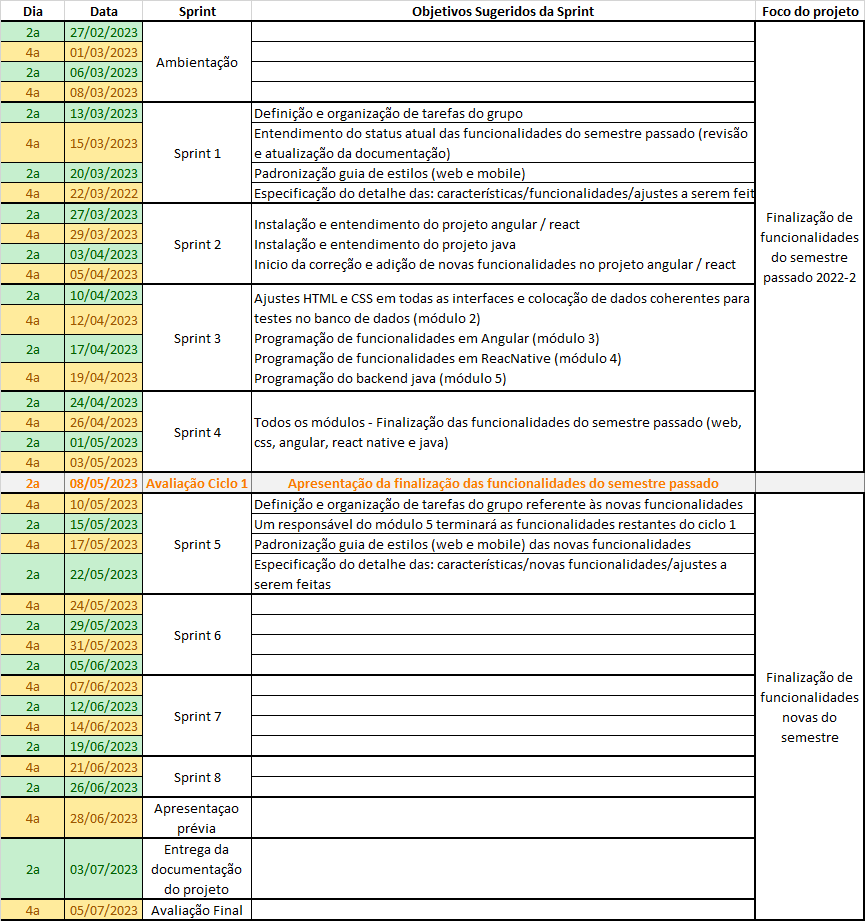 Dia Data Sprint Objetivos Sugeridos da Sprint Foco do projeto
2a 27/02/2023
4a 01/03/2023
2a 06/03/2023
4a 08/03/2023
Ambientação
2a 13/03/2023 Definição e organização de tarefas do grupo
4a 15/03/2023 Entendimento do status atual das funcionalidades do semestre passado (revisão
e atualização da documentação)
Sprint 1
2a 20/03/2023 Padronização guia de estilos (web e mobile)
4a 22/03/2022 Especificação do detalhe das: características/funcionalidades/ajustes a serem feit
2a 27/03/2023
4a 29/03/2023
2a 03/04/2023
4a 05/04/2023
Sprint 2
Instalação e entendimento do projeto angular / react
Instalação e entendimento do projeto java
Inicio da correção e adição de novas funcionalidades no projeto angular / react
Finalização de
funcionalidades
do semestre
passado 2022-2
2a 10/04/2023
4a 12/04/2023
2a 17/04/2023
4a 19/04/2023
Sprint 3
Ajustes HTML e CSS em todas as interfaces e colocação de dados coherentes para
testes no banco de dados (módulo 2)
Programação de funcionalidades em Angular (módulo 3)
Programação de funcionalidades em ReacNative (módulo 4)
Programação do backend java (módulo 5)
2a 24/04/2023
4a 26/04/2023
2a 01/05/2023
4a 03/05/2023
Sprint 4
Todos os módulos - Finalização das funcionalidades do semestre passado (web,
css, angular, react native e java)
2a 08/05/2023 Avaliação Ciclo 1 Apresentação da finalização das funcionalidades do semestre passado
4a 10/05/2023 Definição e organização de tarefas do grupo referente às novas funcionalidades
2a 15/05/2023 Um responsável do módulo 5 terminará as funcionalidades restantes do ciclo 1
Sprint 5
4a 17/05/2023 Padronização guia de estilos (web e mobile) das novas funcionalidades
2a 22/05/2023 Especificação do detalhe das: características/novas funcionalidades/ajustes a
serem feitas
4a 24/05/2023
2a 29/05/2023
4a 31/05/2023
2a 05/06/2023
Sprint 6
4a 07/06/2023
2a 12/06/2023
4a 14/06/2023
2a 19/06/2023
Sprint 7
Finalização de
funcionalidades
novas do
semestre
4a 21/06/2023
2a 26/06/2023
Sprint 8
4a 28/06/2023 Apresentaçao
prévia
2a 03/07/2023 Entrega da
documentação
do projeto
4a 05/07/2023 Avaliação Final